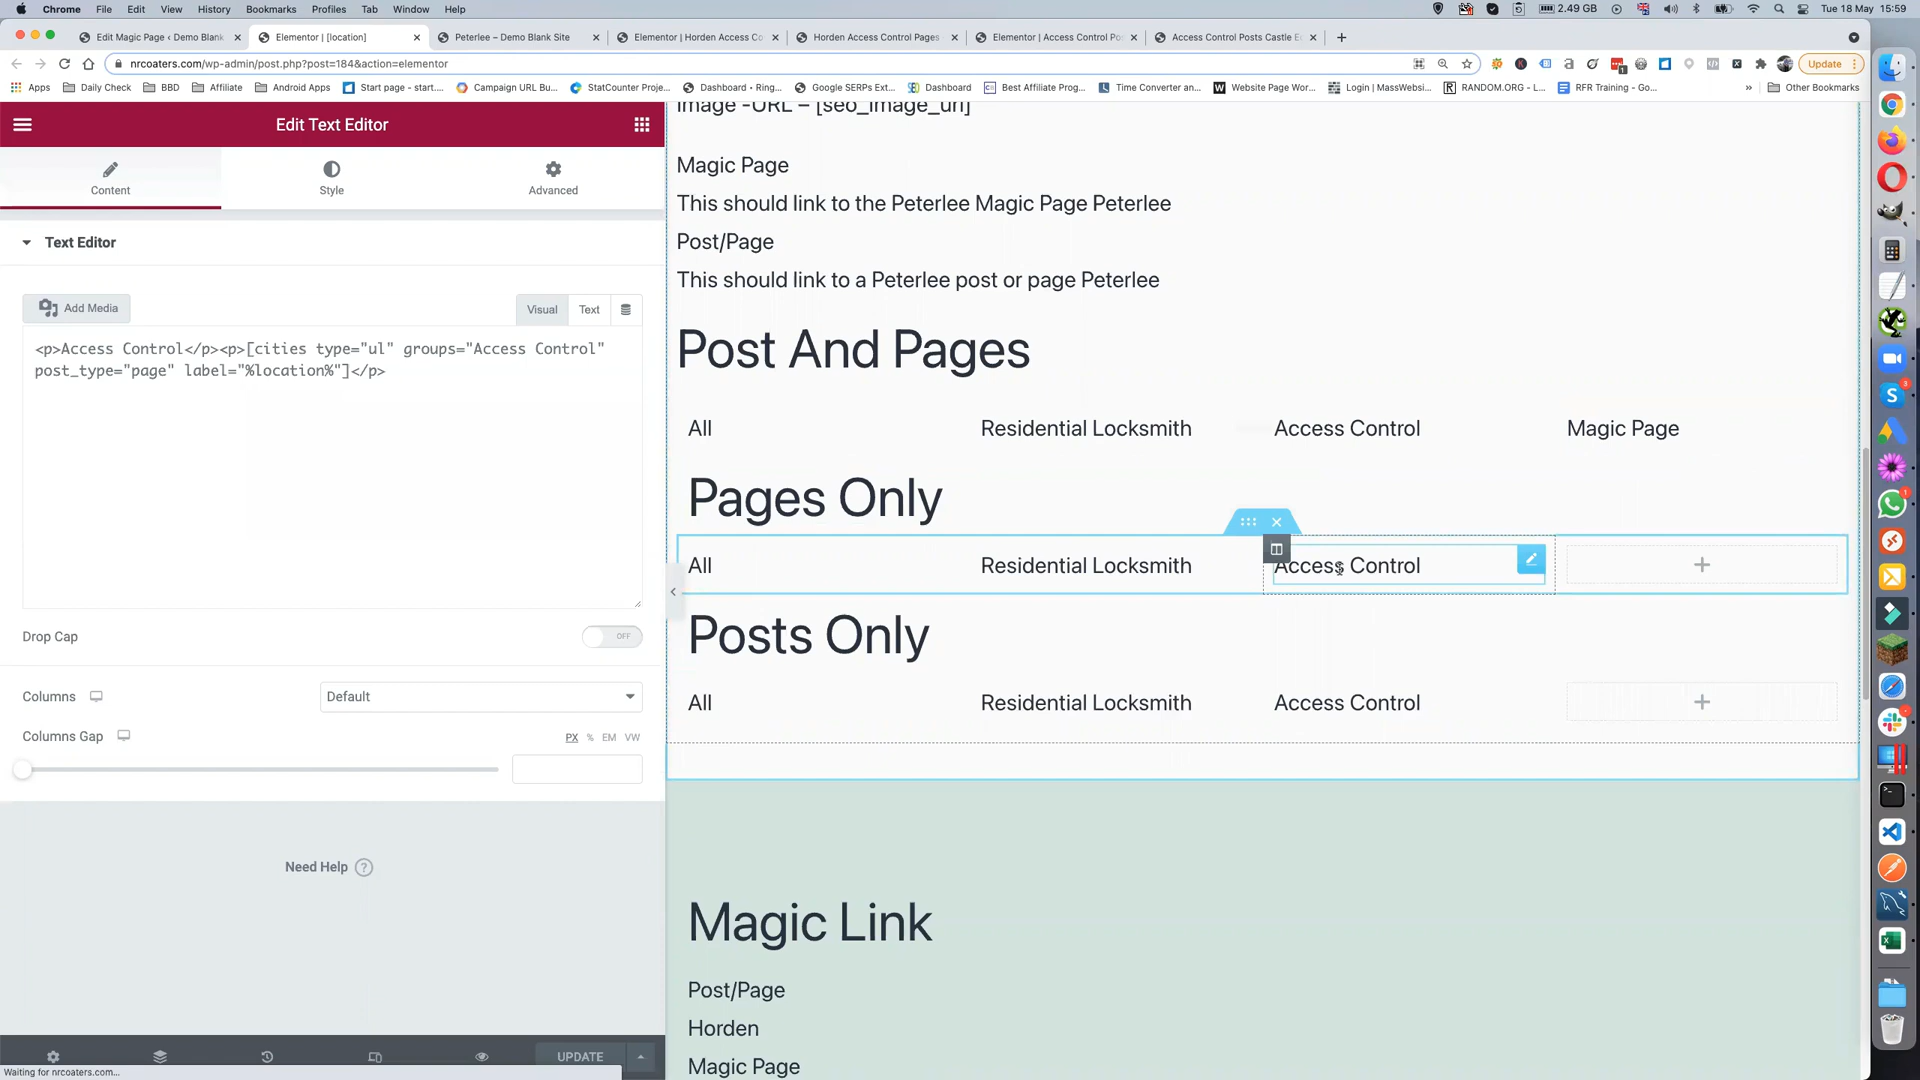 Chrome File Edit View History Bookmarks Profiles Tab Window Help
2.49 GB Tue 18 May 15:59
Edit Magic Page ‹ Demo Blank
Elementor | [location]
Peterlee – Demo Blank Site
Elementor | Horden Access Co
Horden Access Control Pages
Elementor | Access Control Po
Access Control Posts Castle E
nrcoaters.com/wp-admin/post.php?post=184&action=elementor
Update
Apps Daily Check BBD Affiliate Android Apps Start page - start.... Campaign URL Bu... StatCounter Projec... Dashboard • Ring... Google SERPs Ext... Dashboard Best Affiliate Prog... Time Converter an... Website Page Wor... Login | MassWebsi... RANDOM.ORG - L... RFR Training - Go... » Other Bookmarks
Edit Text Editor
Content
Style
Advanced
Text Editor
Add Media
Visual
Text
<p>Access Control</p><p>[cities type="ul" groups="Access Control"
post_type="page" label="%location%"]</p>
Drop Cap
OFF
Columns
Default
Columns Gap
PX % EM VW
Need Help
UPDATE
Waiting for nrcoaters.com...
Image -URL – [seo_image_url]
Magic Page
This should link to the Peterlee Magic Page Peterlee
Post/Page
This should link to a Peterlee post or page Peterlee
Post And Pages
All Residential Locksmith Access Control Magic Page
Pages Only
All Residential Locksmith Access Control
Posts Only
All Residential Locksmith Access Control
Magic Link
Post/Page
Horden
Magic Page